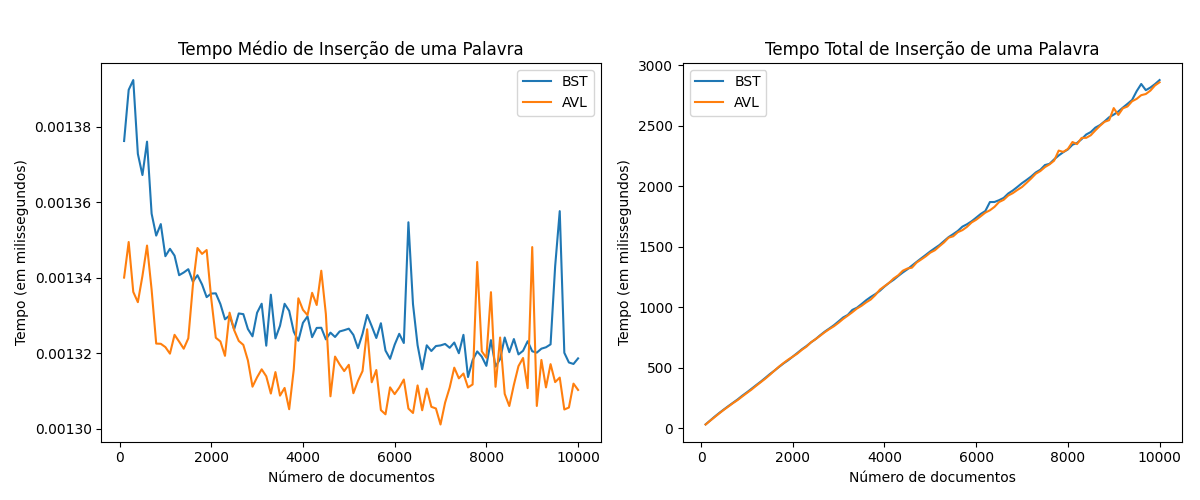 Tempo Médio de Inserção de uma Palavra
Tempo (em milissegundos)
0.00138
0.00136
0.00134
0.00132
0.00130
BST
AVL
0 2000 4000 6000 8000 10000
Número de documentos
Tempo Total de Inserção de uma Palavra
Tempo (em milissegundos)
3000
2500
2000
1500
1000
500
0
BST
AVL
0 2000 4000 6000 8000 10000
Número de documentos